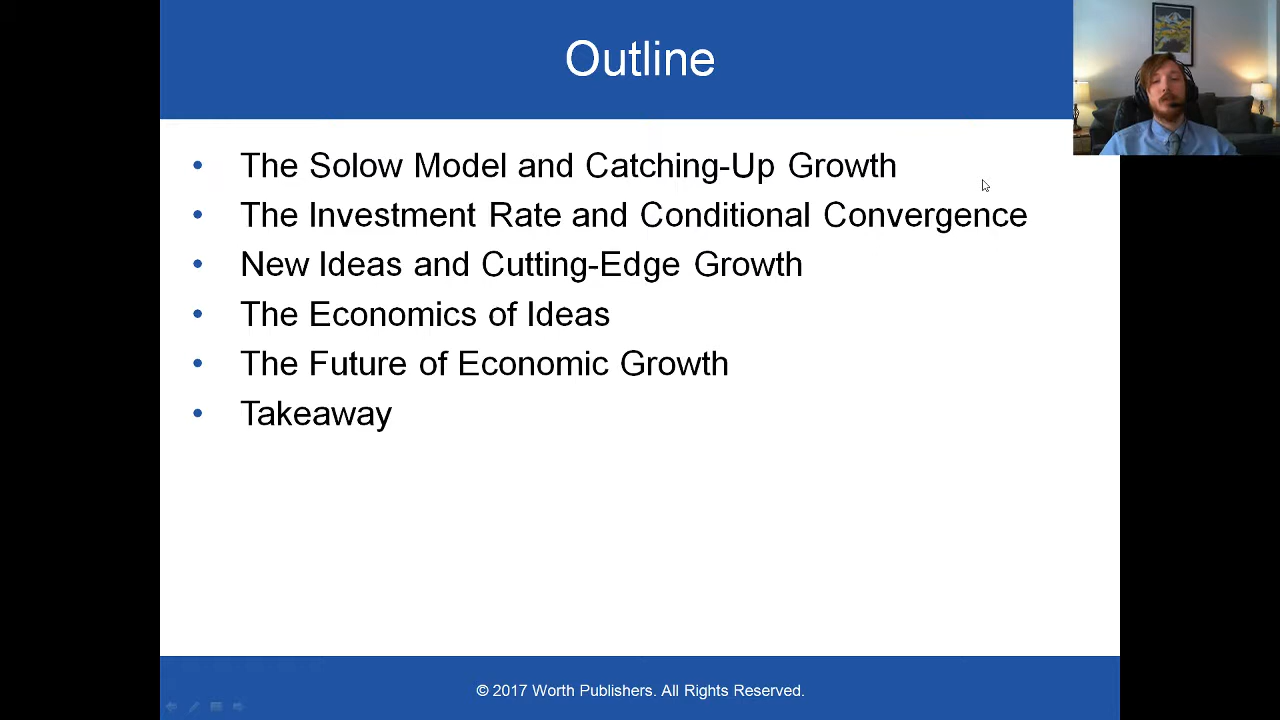 Outline
• The Solow Model and Catching-Up Growth
• The Investment Rate and Conditional Convergence
• New Ideas and Cutting-Edge Growth
• The Economics of Ideas
• The Future of Economic Growth
• Takeaway
© 2017 Worth Publishers. All Rights Reserved.